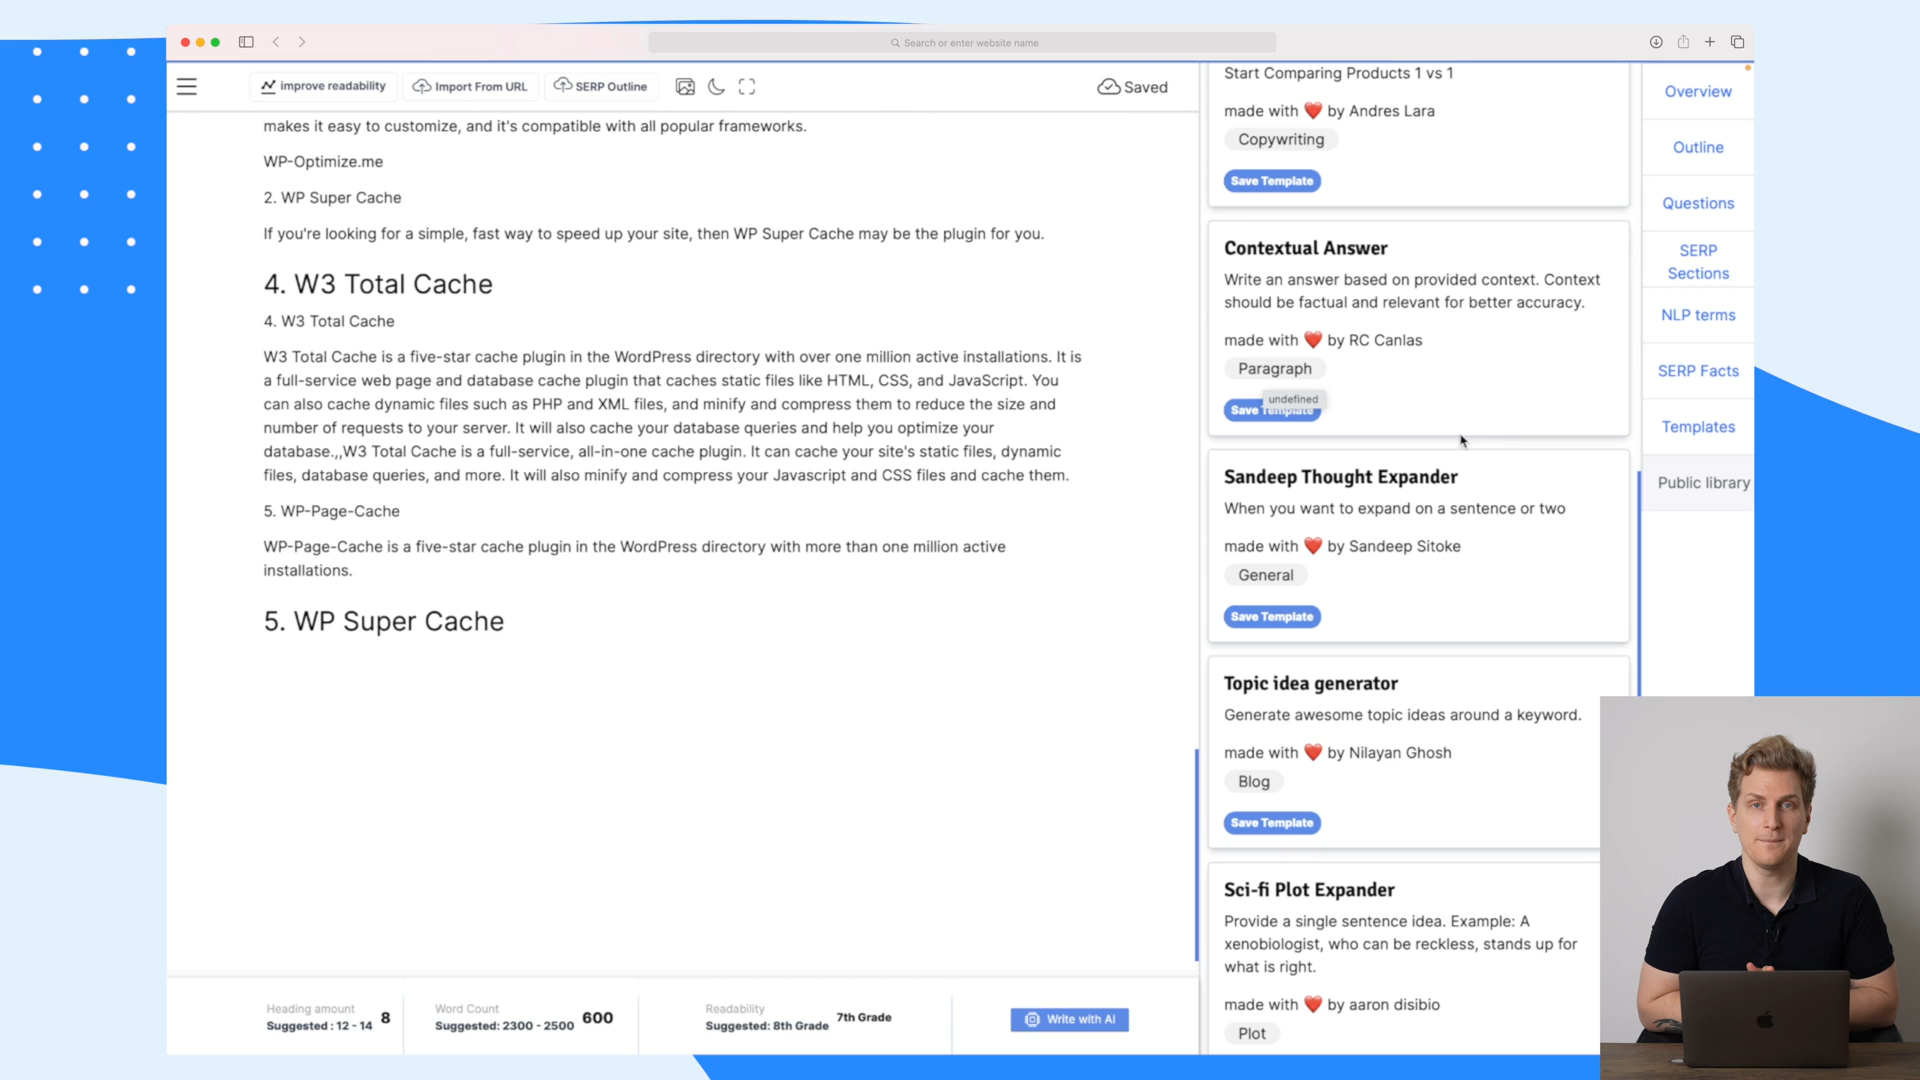 Search or enter website name
improve readability
Import From URL
SERP Outline
Saved
makes it easy to customize, and it's compatible with all popular frameworks.
WP-Optimize.me
2. WP Super Cache
If you're looking for a simple, fast way to speed up your site, then WP Super Cache may be the plugin for you.
4. W3 Total Cache
4. W3 Total Cache
W3 Total Cache is a five-star cache plugin in the WordPress directory with over one million active installations. It is
a full-service web page and database cache plugin that caches static files like HTML, CSS, and JavaScript. You
can also cache dynamic files such as PHP and XML files, and minify and compress them to reduce the size and
number of requests to your server. It will also cache your database queries and help you optimize your
database.,,W3 Total Cache is a full-service, all-in-one cache plugin. It can cache your site's static files, dynamic
files, database queries, and more. It will also minify and compress your Javascript and CSS files and cache them.
5. WP-Page-Cache
WP-Page-Cache is a five-star cache plugin in the WordPress directory with more than one million active
installations.
5. WP Super Cache
Heading amount
Suggested : 12 - 14
8
Word Count
Suggested: 2300 - 2500
600
Readability
Suggested: 8th Grade
7th Grade
Write with AI
Start Comparing Products 1 vs 1
made with ❤️ by Andres Lara
Copywriting
Save Template
Contextual Answer
Write an answer based on provided context. Context
should be factual and relevant for better accuracy.
made with ❤️ by RC Canlas
Paragraph
undefined
Save Template
Sandeep Thought Expander
When you want to expand on a sentence or two
made with ❤️ by Sandeep Sitoke
General
Save Template
Topic idea generator
Generate awesome topic ideas around a keyword.
made with ❤️ by Nilayan Ghosh
Blog
Save Template
Sci-fi Plot Expander
Provide a single sentence idea. Example: A
xenobiologist, who can be reckless, stands up for
what is right.
made with ❤️ by aaron disibio
Plot
Overview
Outline
Questions
SERP
Sections
NLP terms
SERP Facts
Templates
Public library